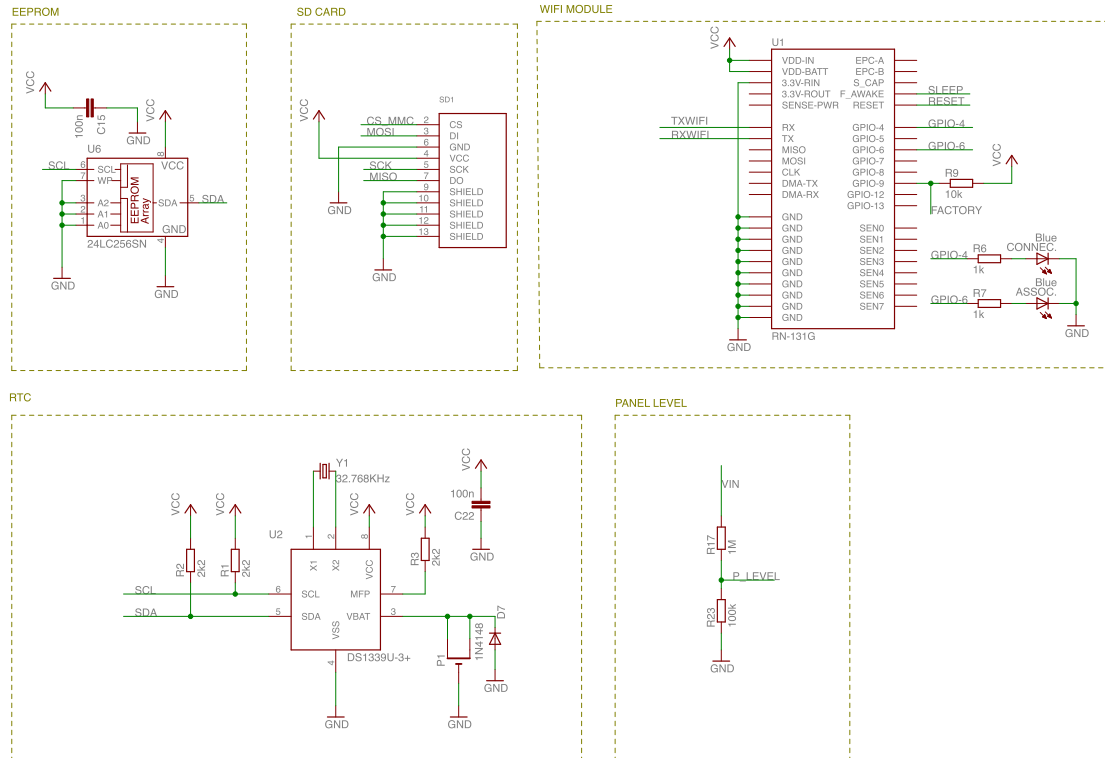 EEPROM
VCC
100n
C15
VCC
GND
U6
8
VCC
SCL
6
SCL
7
WP
3
A2
2
A1
1
A0
EEPROM
Array
SDA
5
SDA
GND
4
24LC256SN
GND
GND
SD CARD
VCC
SD1
CS_MMC
2
CS
MOSI
3
DI
6
GND
4
VCC
SCK
5
SCK
MISO
7
DO
9
SHIELD
10
SHIELD
11
SHIELD
12
SHIELD
13
SHIELD
GND
GND
WIFI MODULE
VCC
U1
VDD-IN
VDD-BATT
3.3V-RIN
3.3V-ROUT
SENSE-PWR
TXWIFI
RX
RXWIFI
TX
MISO
MOSI
CLK
DMA-TX
DMA-RX
GND
GND
GND
GND
GND
GND
GND
GND
GND
GND
GND
RN-131G
EPC-A
EPC-B
S_CAP
F_AWAKE
SLEEP
RESET
RESET
GPIO-4
GPIO-4
GPIO-5
GPIO-6
GPIO-6
GPIO-7
GPIO-8
GPIO-9
GPIO-12
GPIO-13
SEN0
SEN1
SEN2
SEN3
SEN4
SEN5
SEN6
SEN7
R9
10k
VCC
FACTORY
GPIO-4
R6
1k
Blue
CONNEC.
GPIO-6
R7
1k
Blue
ASSOC.
GND
RTC
Y1
32.768KHz
VCC
VCC
VCC
VCC
VCC
100n
C22
GND
R2
2k2
R1
2k2
R3
2k2
U2
1
2
8
X1
X2
VCC
SCL
6
SCL
MFP
7
SDA
5
SDA
VBAT
3
VSS
4
DS1339U-3+
P1
1N4148
D7
GND
GND
GND
PANEL LEVEL
VIN
R17
1M
P_LEVEL
R23
100k
GND